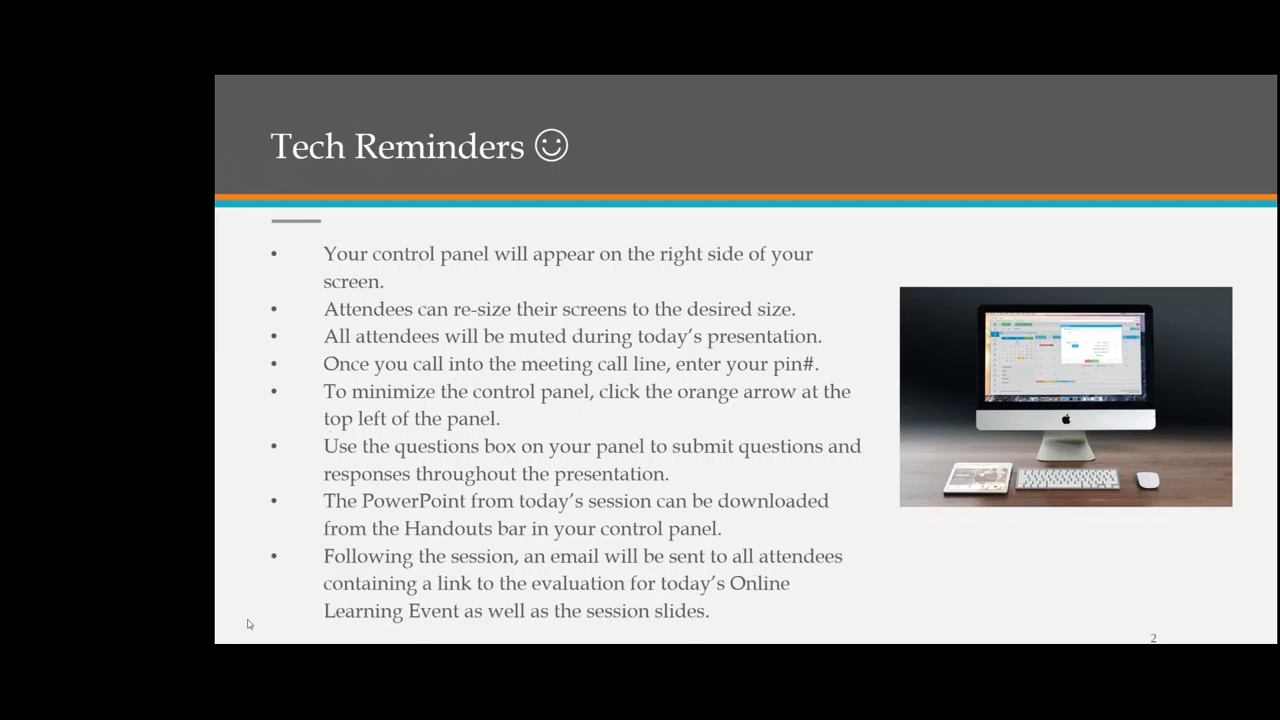 Tech Reminders ☺
• Your control panel will appear on the right side of your
screen.
• Attendees can re-size their screens to the desired size.
• All attendees will be muted during today’s presentation.
• Once you call into the meeting call line, enter your pin#.
• To minimize the control panel, click the orange arrow at the
top left of the panel.
• Use the questions box on your panel to submit questions and
responses throughout the presentation.
• The PowerPoint from today’s session can be downloaded
from the Handouts bar in your control panel.
• Following the session, an email will be sent to all attendees
containing a link to the evaluation for today’s Online
Learning Event as well as the session slides.
2